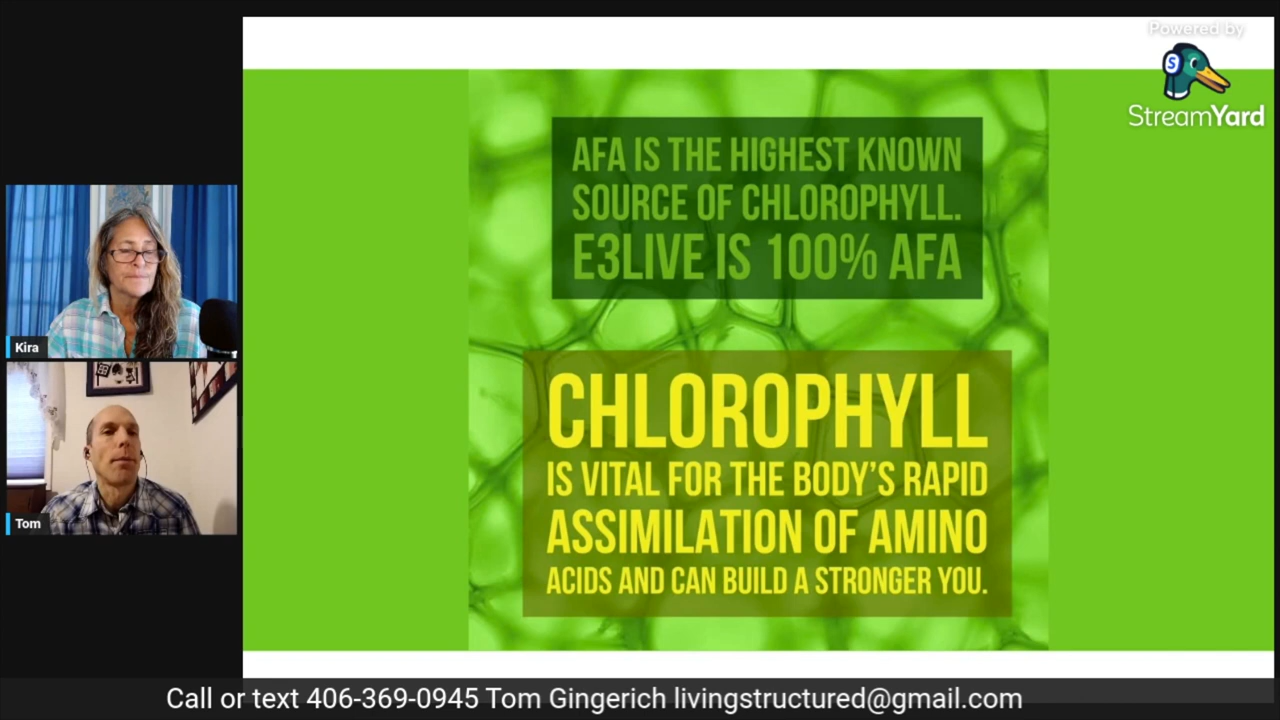 Powered by
StreamYard
AFA IS THE HIGHEST KNOWN
SOURCE OF CHLOROPHYLL.
E3LIVE IS 100% AFA
CHLOROPHYLL
IS VITAL FOR THE BODY'S RAPID
ASSIMILATION OF AMINO
ACIDS AND CAN BUILD A STRONGER YOU.
Kira
Tom
Call or text 406-369-0945 Tom Gingerich livingstructured@gmail.com